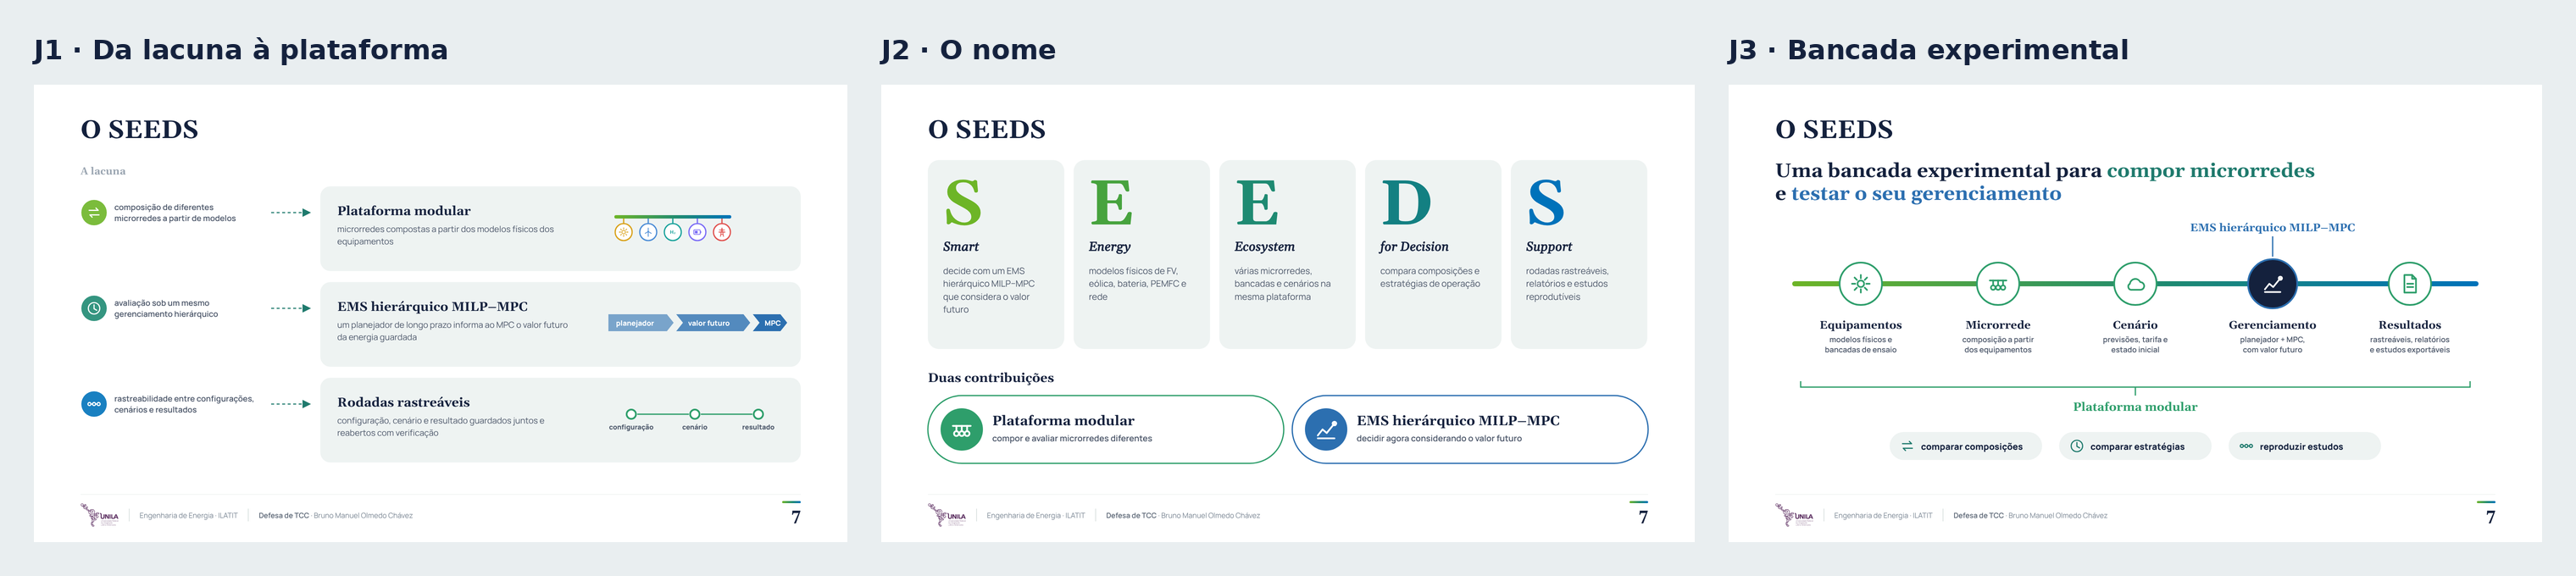 J1 · Da lacuna à plataforma
O SEEDS
A lacuna
composição de diferentes
microrredes a partir de modelos
Plataforma modular
microrredes compostas a partir dos modelos físicos dos
equipamentos
avaliação sob um mesmo
gerenciamento hierárquico
EMS hierárquico MILP–MPC
um planejador de longo prazo informa ao MPC o valor futuro
da energia guardada
planejador
valor futuro
MPC
rastreabilidade entre configurações,
cenários e resultados
Rodadas rastreáveis
configuração, cenário e resultado guardados juntos e
reabertos com verificação
configuração
cenário
resultado
UNILA
Engenharia de Energia · ILATIT
Defesa de TCC · Bruno Manuel Olmedo Chávez
7
J2 · O nome
O SEEDS
S
Smart
decide com um EMS
hierárquico MILP–MPC
que considera o valor
futuro
E
Energy
modelos físicos de FV,
eólica, bateria, PEMFC e
rede
E
Ecosystem
várias microrredes,
bancadas e cenários na
mesma plataforma
D
for Decision
compara composições e
estratégias de operação
S
Support
rodadas rastreáveis,
relatórios e estudos
reprodutíveis
Duas contribuições
Plataforma modular
compor e avaliar microrredes diferentes
EMS hierárquico MILP–MPC
decidir agora considerando o valor futuro
UNILA
Engenharia de Energia · ILATIT
Defesa de TCC · Bruno Manuel Olmedo Chávez
7
J3 · Bancada experimental
O SEEDS
Uma bancada experimental para compor microrredes
e testar o seu gerenciamento
EMS hierárquico MILP–MPC
Equipamentos
modelos físicos e
bancadas de ensaio
Microrrede
composição a partir
dos equipamentos
Cenário
previsões, tarifa e
estado inicial
Gerenciamento
planejador + MPC,
com valor futuro
Resultados
rastreáveis, relatórios
e estudos exportáveis
Plataforma modular
comparar composições
comparar estratégias
reproduzir estudos
UNILA
Engenharia de Energia · ILATIT
Defesa de TCC · Bruno Manuel Olmedo Chávez
7